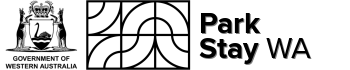 GOVERNMENT OF
WESTERN AUSTRALIA
Park
Stay WA